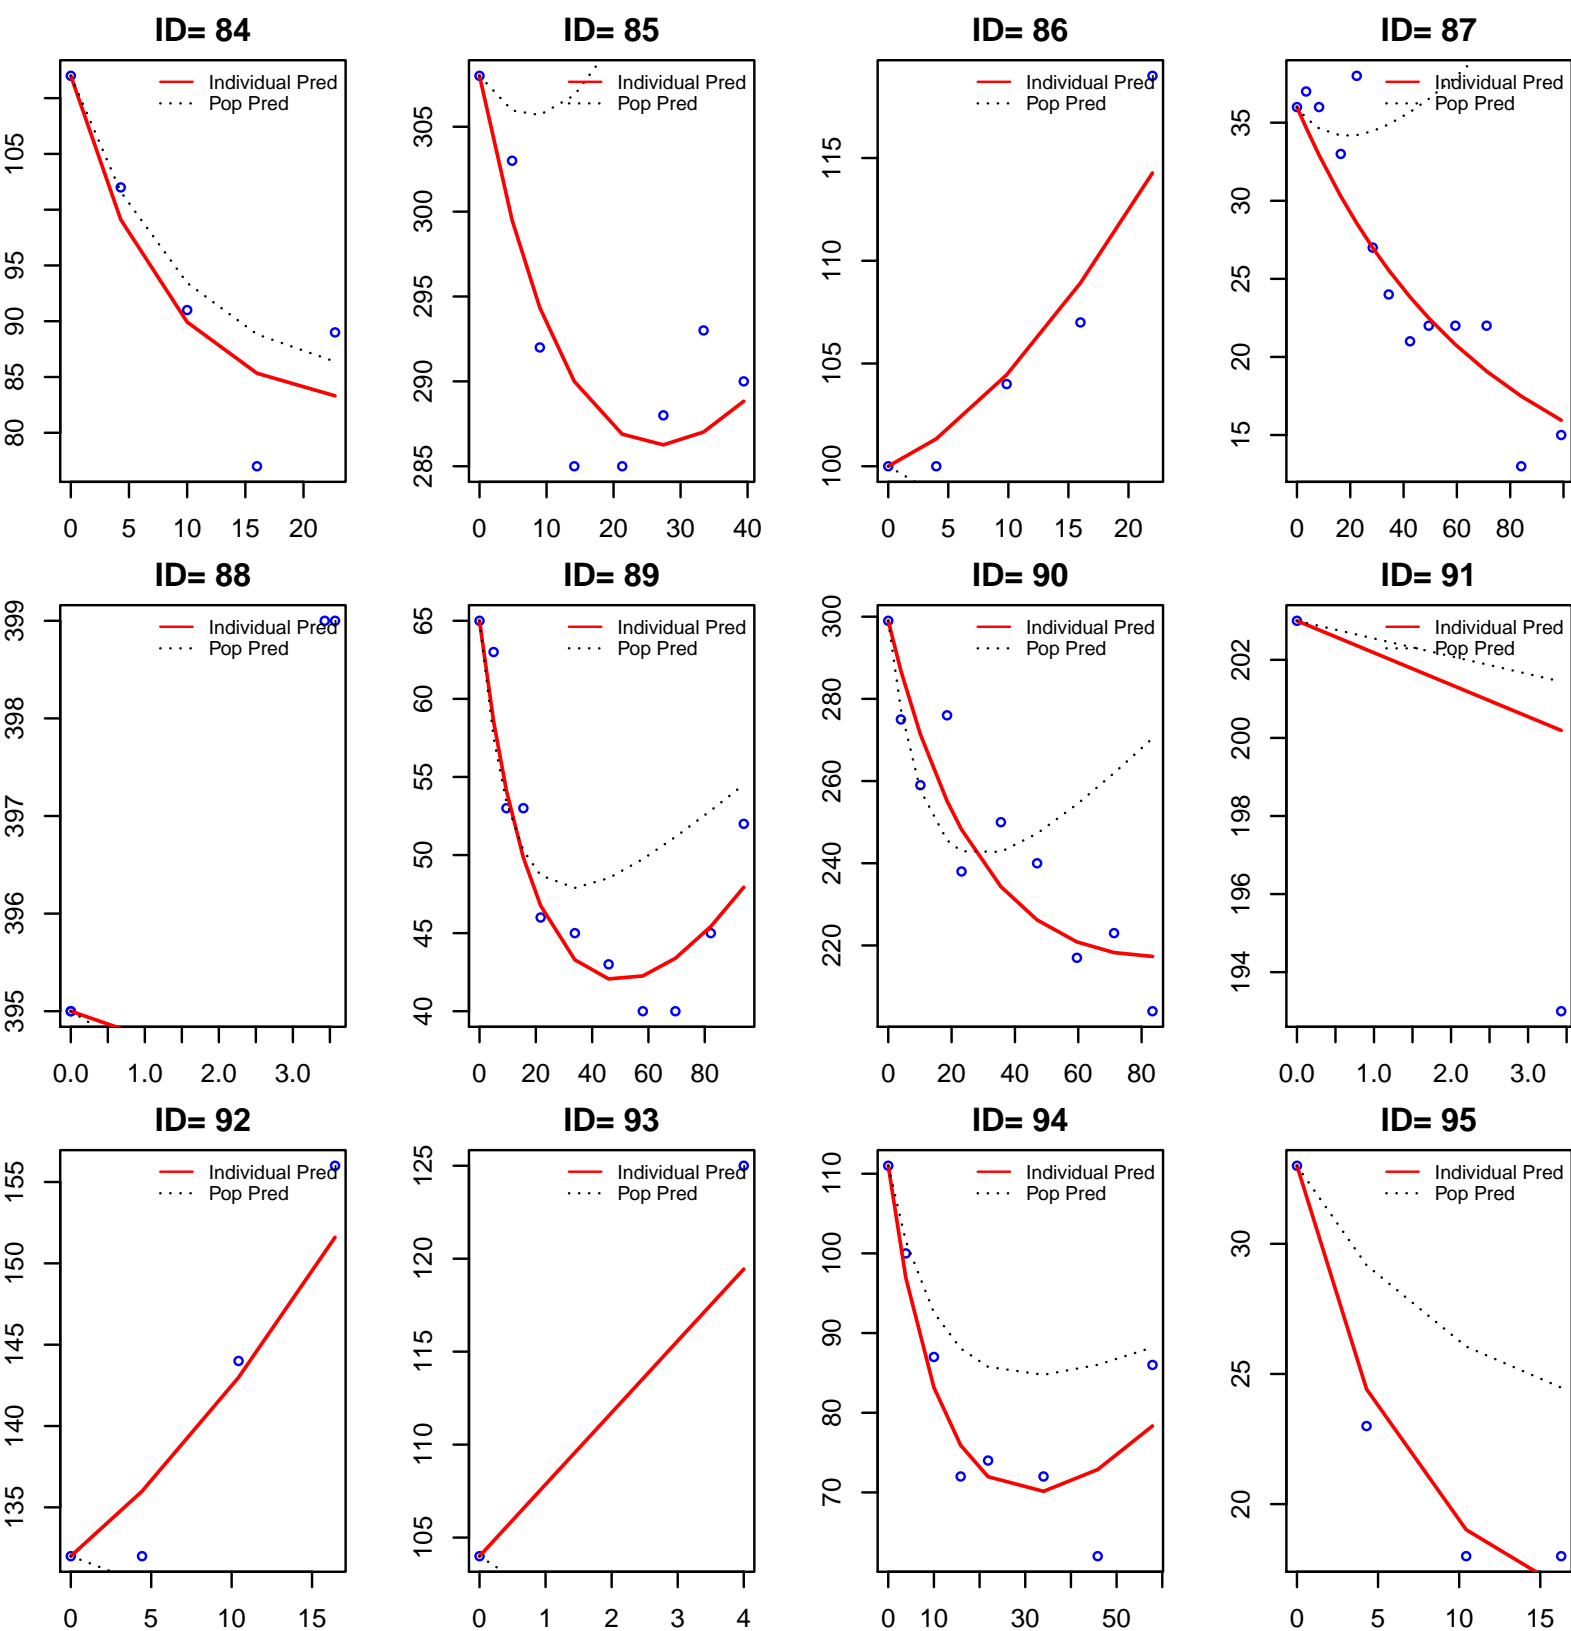 ID= 84
Individual Pred
Pop Pred
80 85 90 95 105
0 5 10 15 20
ID= 85
Individual Pred
Pop Pred
285 290 295 300 305
0 10 20 30 40
ID= 86
Individual Pred
Pop Pred
100 105 110 115
0 5 10 15 20
ID= 87
Individual Pred
Pop Pred
15 20 25 30 35
0 20 40 60 80
ID= 88
Individual Pred
Pop Pred
395 396 397 398 399
0.0 1.0 2.0 3.0
ID= 89
Individual Pred
Pop Pred
40 45 50 55 60 65
0 20 40 60 80
ID= 90
Individual Pred
Pop Pred
220 240 260 280 300
0 20 40 60 80
ID= 91
Individual Pred
Pop Pred
194 196 198 200 202
0.0 1.0 2.0 3.0
ID= 92
Individual Pred
Pop Pred
135 140 145 150 155
0 5 10 15
ID= 93
Individual Pred
Pop Pred
105 110 115 120 125
0 1 2 3 4
ID= 94
Individual Pred
Pop Pred
70 80 90 100 110
0 10 30 50
ID= 95
Individual Pred
Pop Pred
20 25 30
0 5 10 15